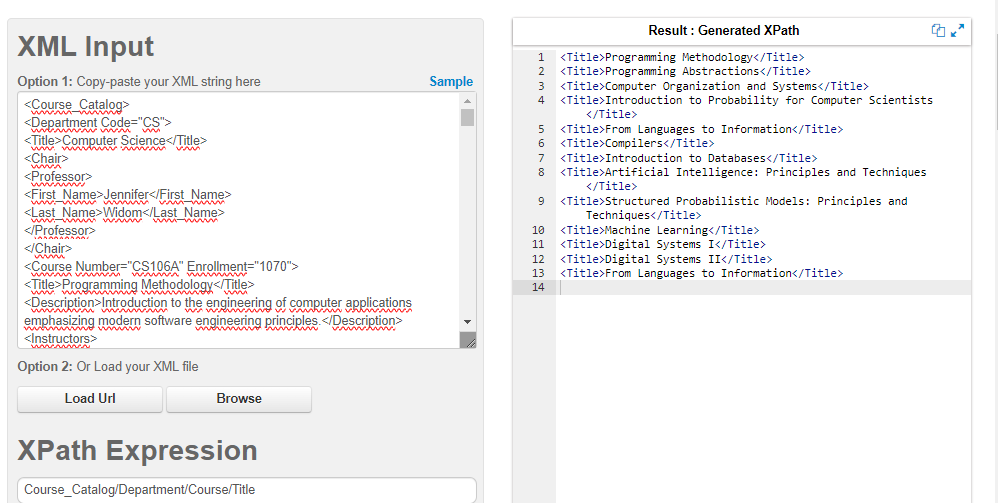 XML Input
Option 1: Copy-paste your XML string here
Sample
<Course_Catalog>
<Department Code="CS">
<Title>Computer Science</Title>
<Chair>
<Professor>
<First_Name>Jennifer</First_Name>
<Last_Name>Widom</Last_Name>
</Professor>
</Chair>
<Course Number="CS106A" Enrollment="1070">
<Title>Programming Methodology</Title>
<Description>Introduction to the engineering of computer applications
emphasizing modern software engineering principles.</Description>
<Instructors>
Option 2: Or Load your XML file
Load Url
Browse
XPath Expression
Course_Catalog/Department/Course/Title
Result : Generated XPath
1 <Title>Programming Methodology</Title>
2 <Title>Programming Abstractions</Title>
3 <Title>Computer Organization and Systems</Title>
4 <Title>Introduction to Probability for Computer Scientists
</Title>
5 <Title>From Languages to Information</Title>
6 <Title>Compilers</Title>
7 <Title>Introduction to Databases</Title>
8 <Title>Artificial Intelligence: Principles and Techniques
</Title>
9 <Title>Structured Probabilistic Models: Principles and
Techniques</Title>
10 <Title>Machine Learning</Title>
11 <Title>Digital Systems I</Title>
12 <Title>Digital Systems II</Title>
13 <Title>From Languages to Information</Title>
14